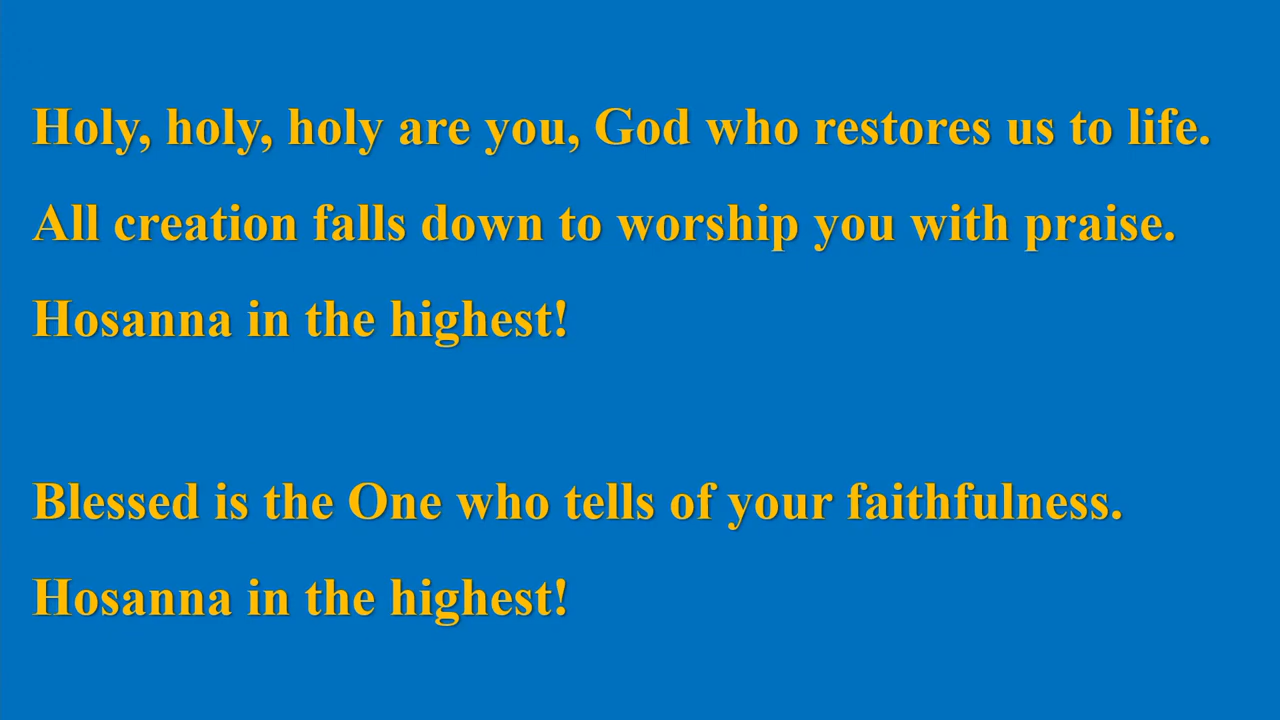 Holy, holy, holy are you, God who restores us to life.
All creation falls down to worship you with praise.
Hosanna in the highest!
Blessed is the One who tells of your faithfulness.
Hosanna in the highest!